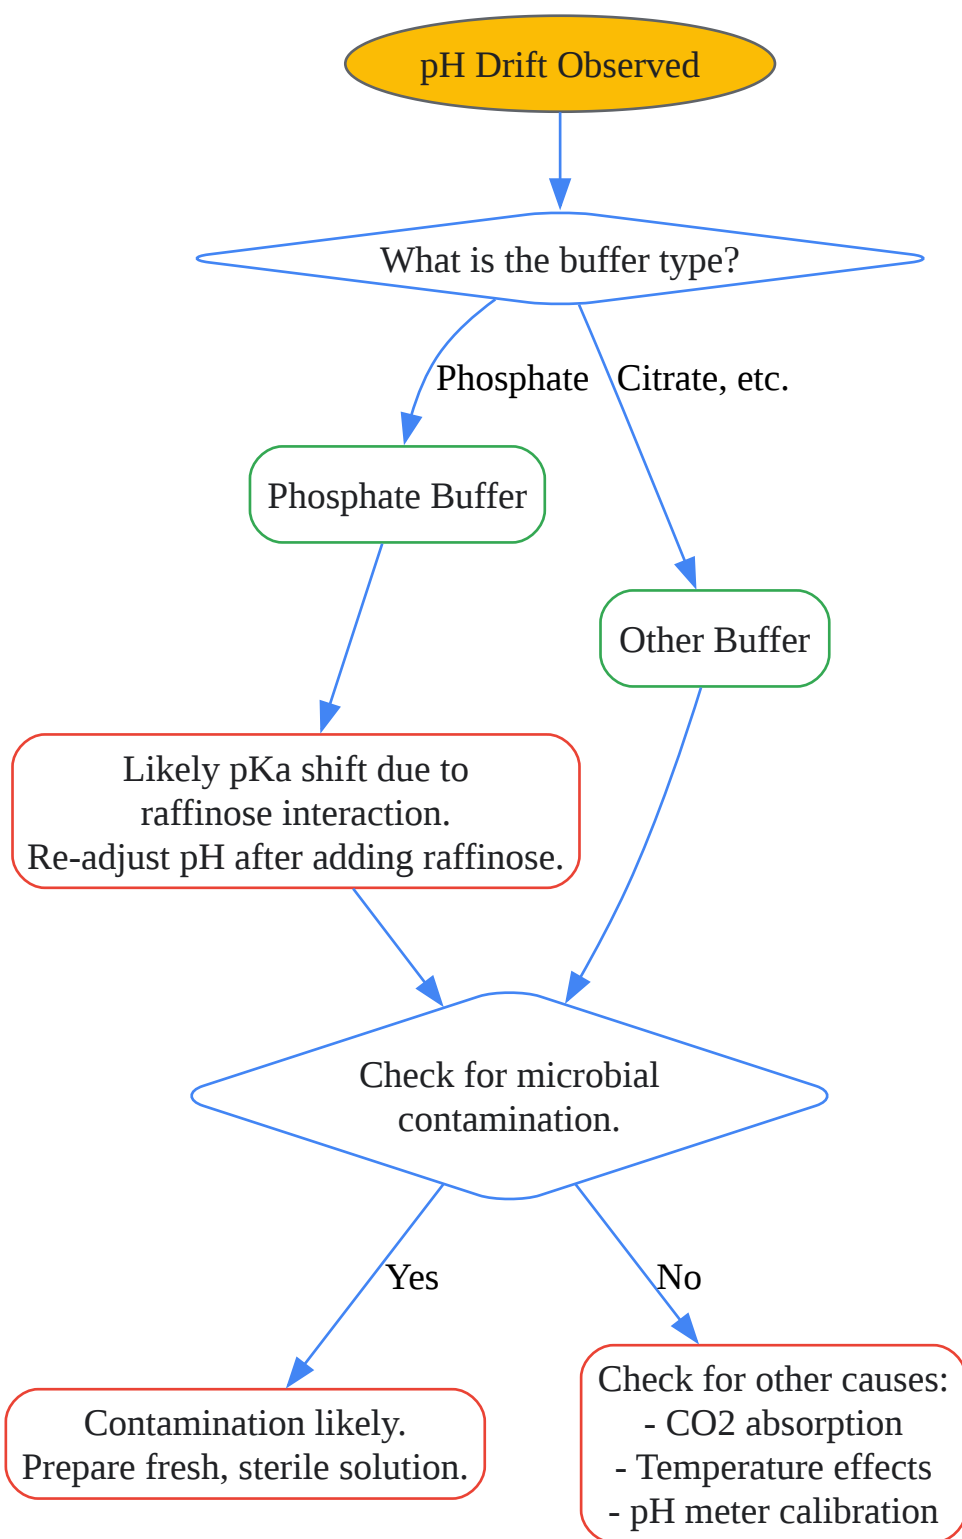 pH Drift Observed
What is the buffer type?
Phosphate
Citrate, etc.
Phosphate Buffer
Other Buffer
Likely pKa shift due to
raffinose interaction.
Re-adjust pH after adding raffinose.
Check for microbial
contamination.
Yes
No
Contamination likely.
Prepare fresh, sterile solution.
Check for other causes:
- CO2 absorption
- Temperature effects
- pH meter calibration